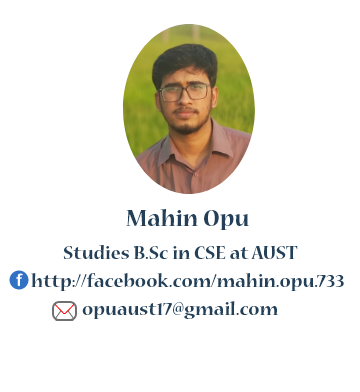 Mahin Opu
Studies B.Sc in CSE at AUST
f http://facebook.com/mahin.opu.733
opuaust17@gmail.com